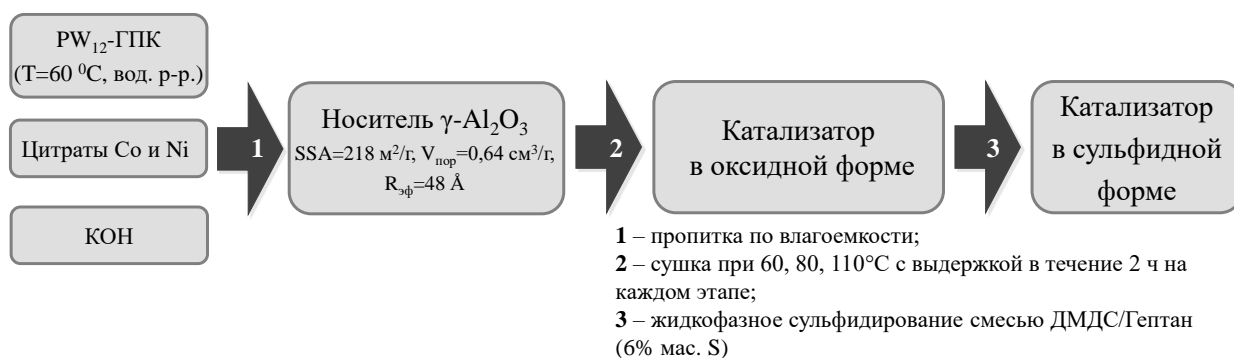 PW₁₂-ГПК
(T=60 ⁰C, вод. р-р.)
Цитраты Co и Ni
КОН
1
Носитель γ-Al₂O₃
SSA=218 м²/г, Vпор=0,64 см³/г,
Rэф=48 Å
2
Катализатор
в оксидной форме
3
Катализатор
в сульфидной
форме
1 – пропитка по влагоемкости;
2 – сушка при 60, 80, 110°C с выдержкой в течение 2 ч на
каждом этапе;
3 – жидкофазное сульфидирование смесью ДМДС/Гептан
(6% мас. S)